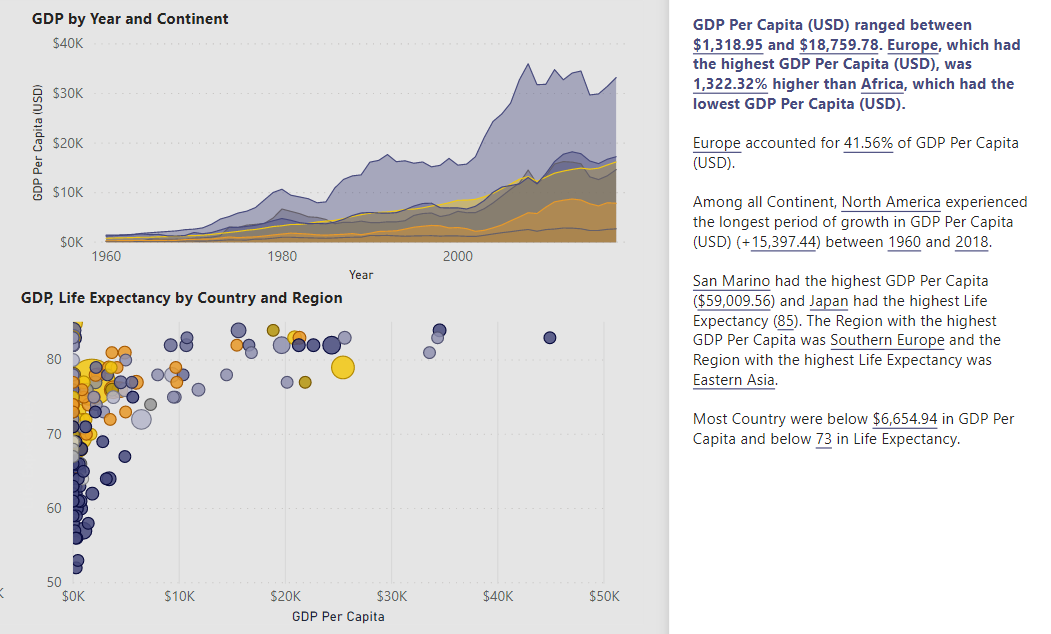 GDP by Year and Continent
$40K
$30K
$20K
$10K
$0K
GDP Per Capita (USD)
1960
1980
2000
Year
GDP, Life Expectancy by Country and Region
80
70
60
50
$0K
$10K
$20K
$30K
$40K
$50K
GDP Per Capita
GDP Per Capita (USD) ranged between
$1,318.95 and $18,759.78. Europe, which had
the highest GDP Per Capita (USD), was
1,322.32% higher than Africa, which had the
lowest GDP Per Capita (USD).
Europe accounted for 41.56% of GDP Per Capita
(USD).
Among all Continent, North America experienced
the longest period of growth in GDP Per Capita
(USD) (+15,397.44) between 1960 and 2018.
San Marino had the highest GDP Per Capita
($59,009.56) and Japan had the highest Life
Expectancy (85). The Region with the highest
GDP Per Capita was Southern Europe and the
Region with the highest Life Expectancy was
Eastern Asia.
Most Country were below $6,654.94 in GDP Per
Capita and below 73 in Life Expectancy.